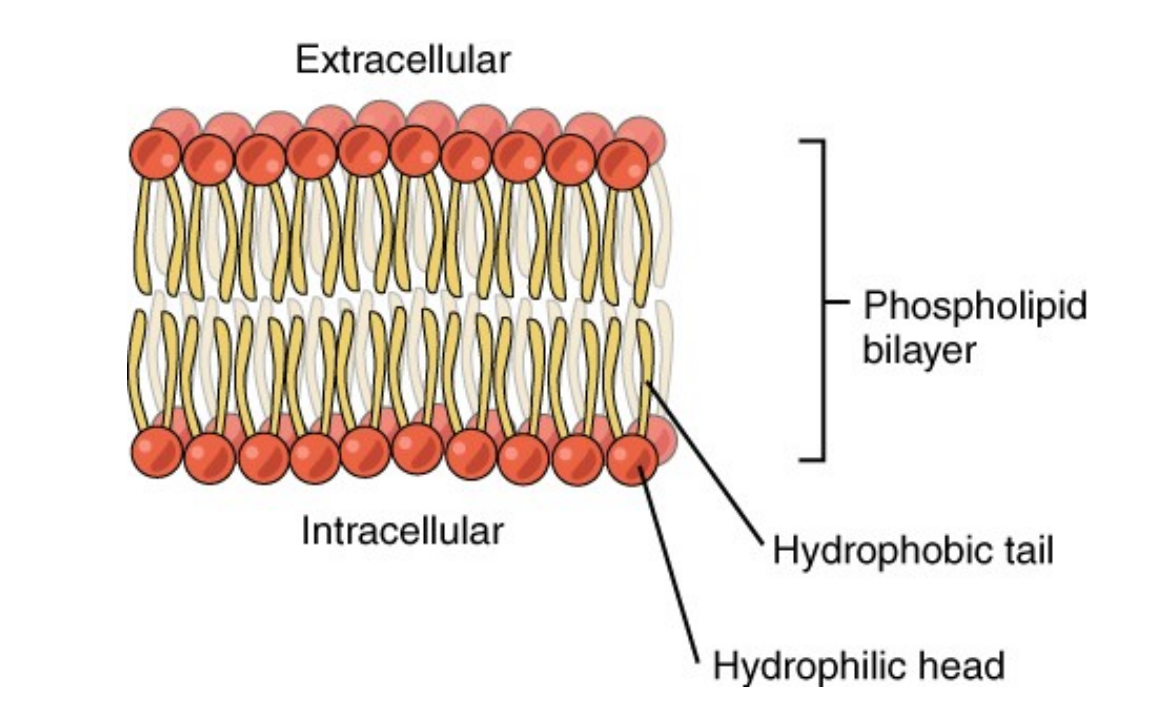 Extracellular
Phospholipid
bilayer
Intracellular
Hydrophobic tail
Hydrophilic head